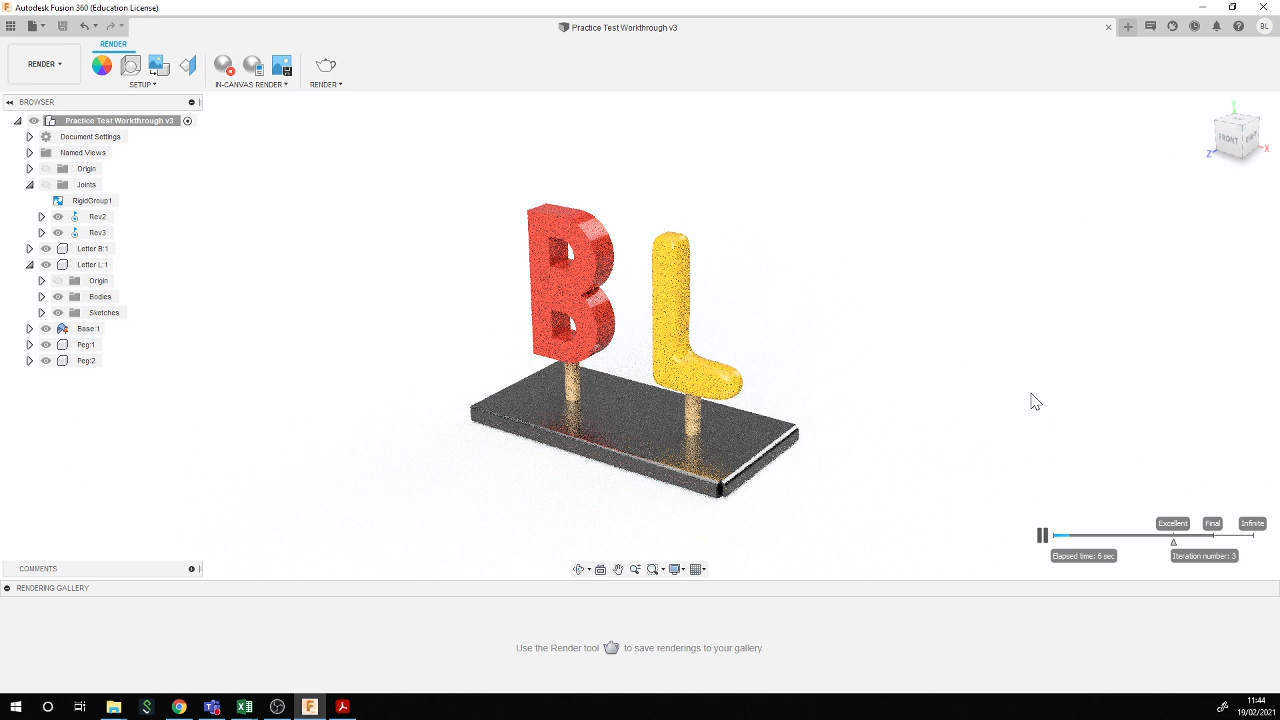 Autodesk Fusion 360 (Education License)
Practice Test Workthrough v3
BL
RENDER
RENDER
SETUP
IN-CANVAS RENDER
RENDER
BROWSER
Practice Test Workthrough v3
Document Settings
Named Views
Origin
Joints
RigidGroup1
Rev2
Rev3
Letter B:1
Letter L:1
Origin
Bodies
Sketches
Base:1
Peg:1
Peg:2
FRONT
Z
X
B L
Excellent
Final
Infinite
Elapsed time: 6 sec
Iteration number: 3
COMMENTS
RENDERING GALLERY
Use the Render tool to save renderings to your gallery.
11:44
19/02/2021